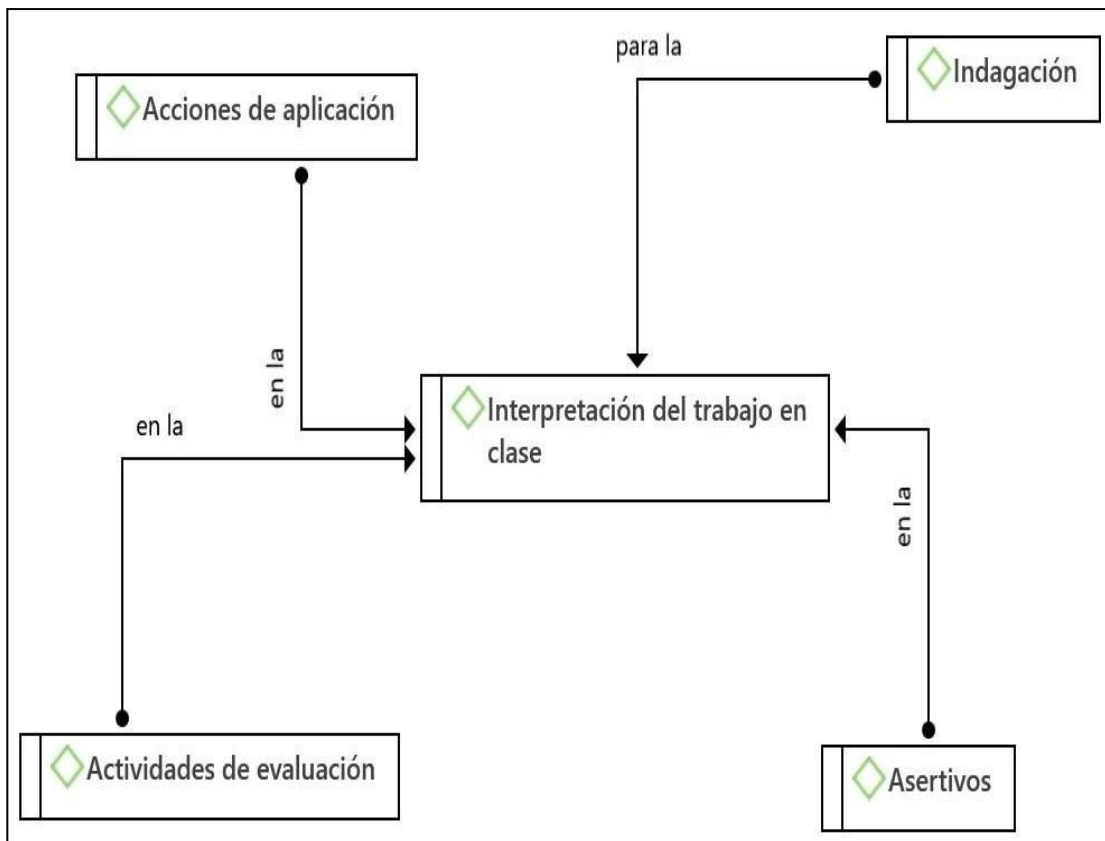 para la
Indagación
Acciones de aplicación
en la
Interpretación del trabajo en
clase
en la
en la
Actividades de evaluación
Asertivos